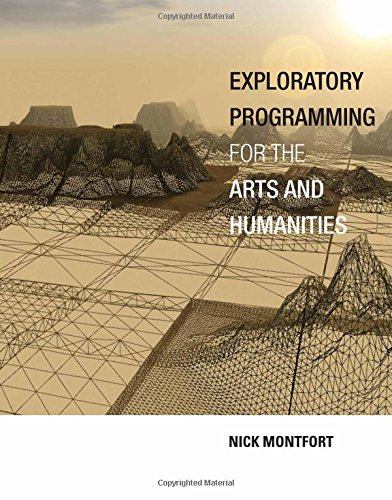 Copyrighted Material
EXPLORATORY
PROGRAMMING
FOR THE
ARTS AND
HUMANITIES
NICK MONTFORT
Copyrighted Material